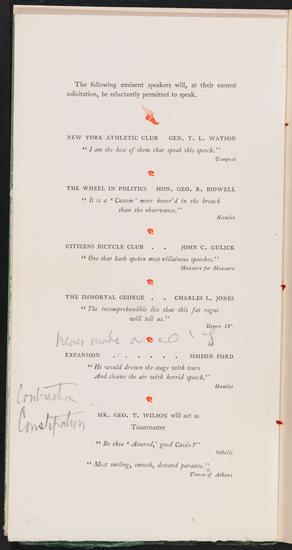 The following eminent speakers will, at their earnest
solicitation, be reluctantly permitted to speak.
NEW YORK ATHLETIC CLUB GEN. T. L. WATSON
"I am the best of them that speak this speech."
Tempest
THE WHEEL IN POLITICS HON. GEO. R. BIDWELL
"It is a 'Custom' more honor'd in the breach
than the observance."
Hamlet
CITIZENS BICYCLE CLUB . . JOHN C. GULICK
"One that hath spoken most villainous speeches."
Measure for Measure
THE IMMORTAL GEORGE . . CHARLES L. JONES
"The incomprehensible lies that this fat rogue
will tell us."
Henry IV.
never made a
EXPANSION . . . . . SIMEON FORD
"He would drown the stage with tears
And cleave the air with horrid speech."
Hamlet
Contraction
Constipation
MR. GEO. T. WILSON will act as
Toastmaster
"Be thou 'Assured,' good Cassio?"
Othello
"Most smiling, smooth, detested parasite."
Timon of Athens